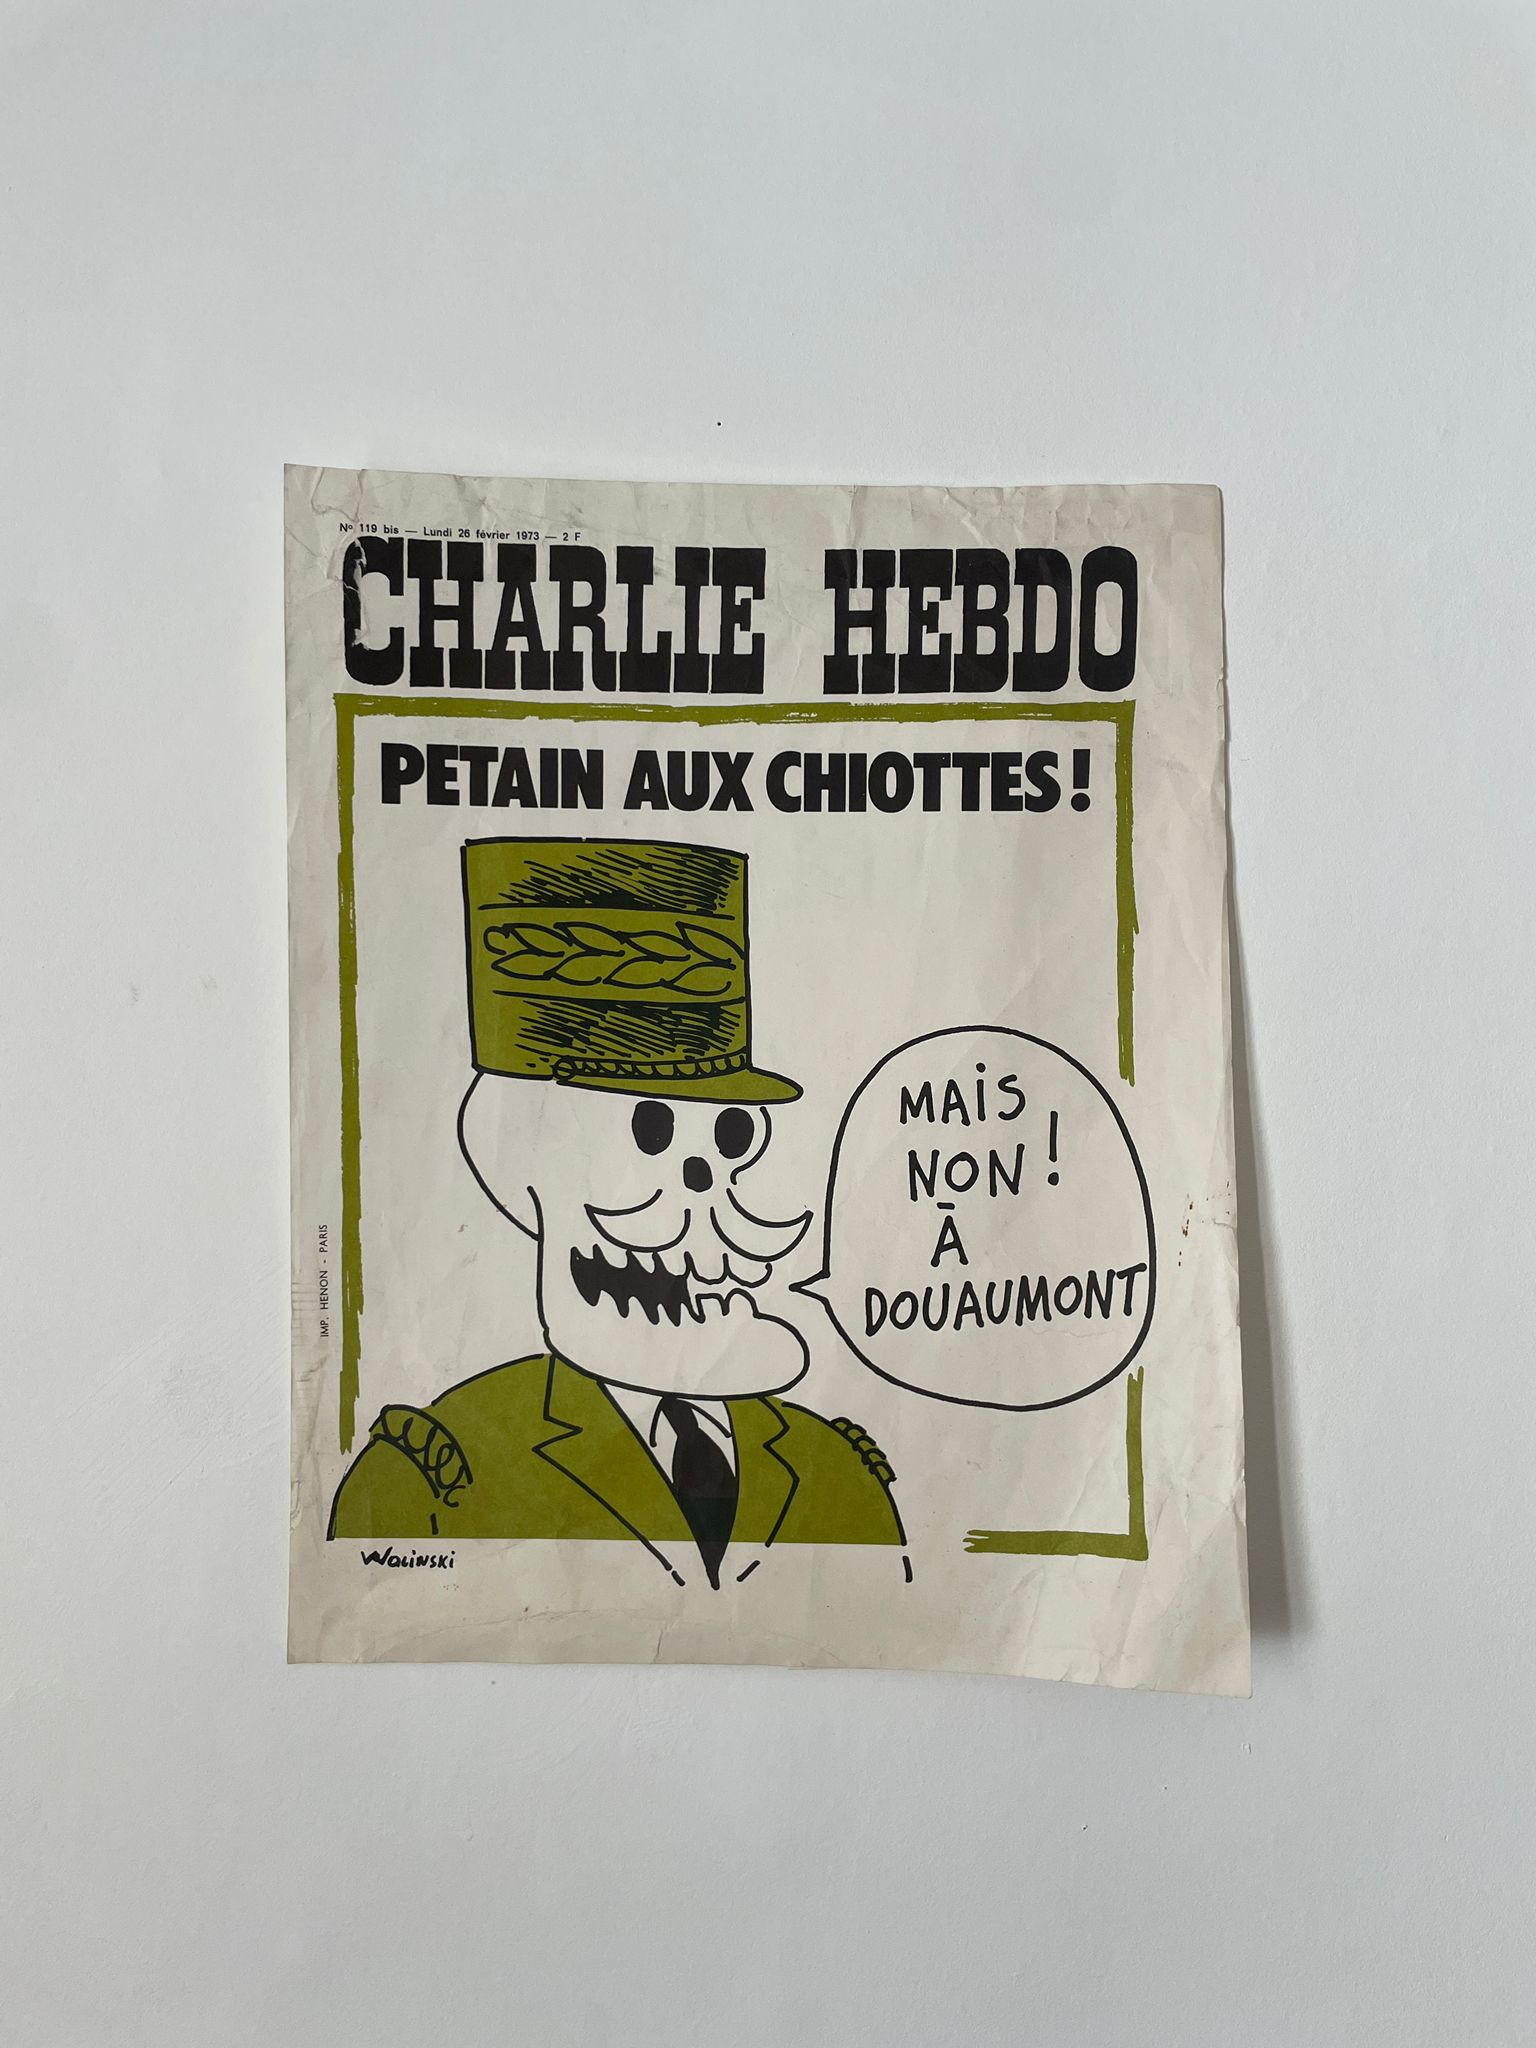 Nº 119 bis — Lundi 26 février 1973 — 2 F
CHARLIE HEBDO
PETAIN AUX CHIOTTES!
MAiS
NON!
À
DOUAUMONT
IMP. HENON - PARIS
WOLiNSKi